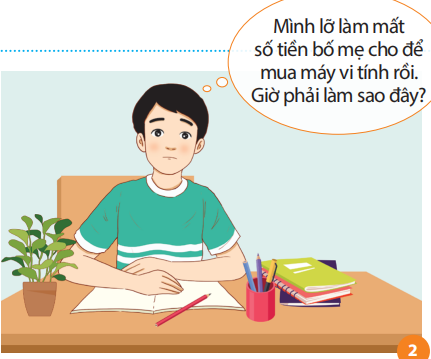 Mình lỡ làm mất
số tiền bố mẹ cho để
mua máy vi tính rồi.
Giờ phải làm sao đây?
2